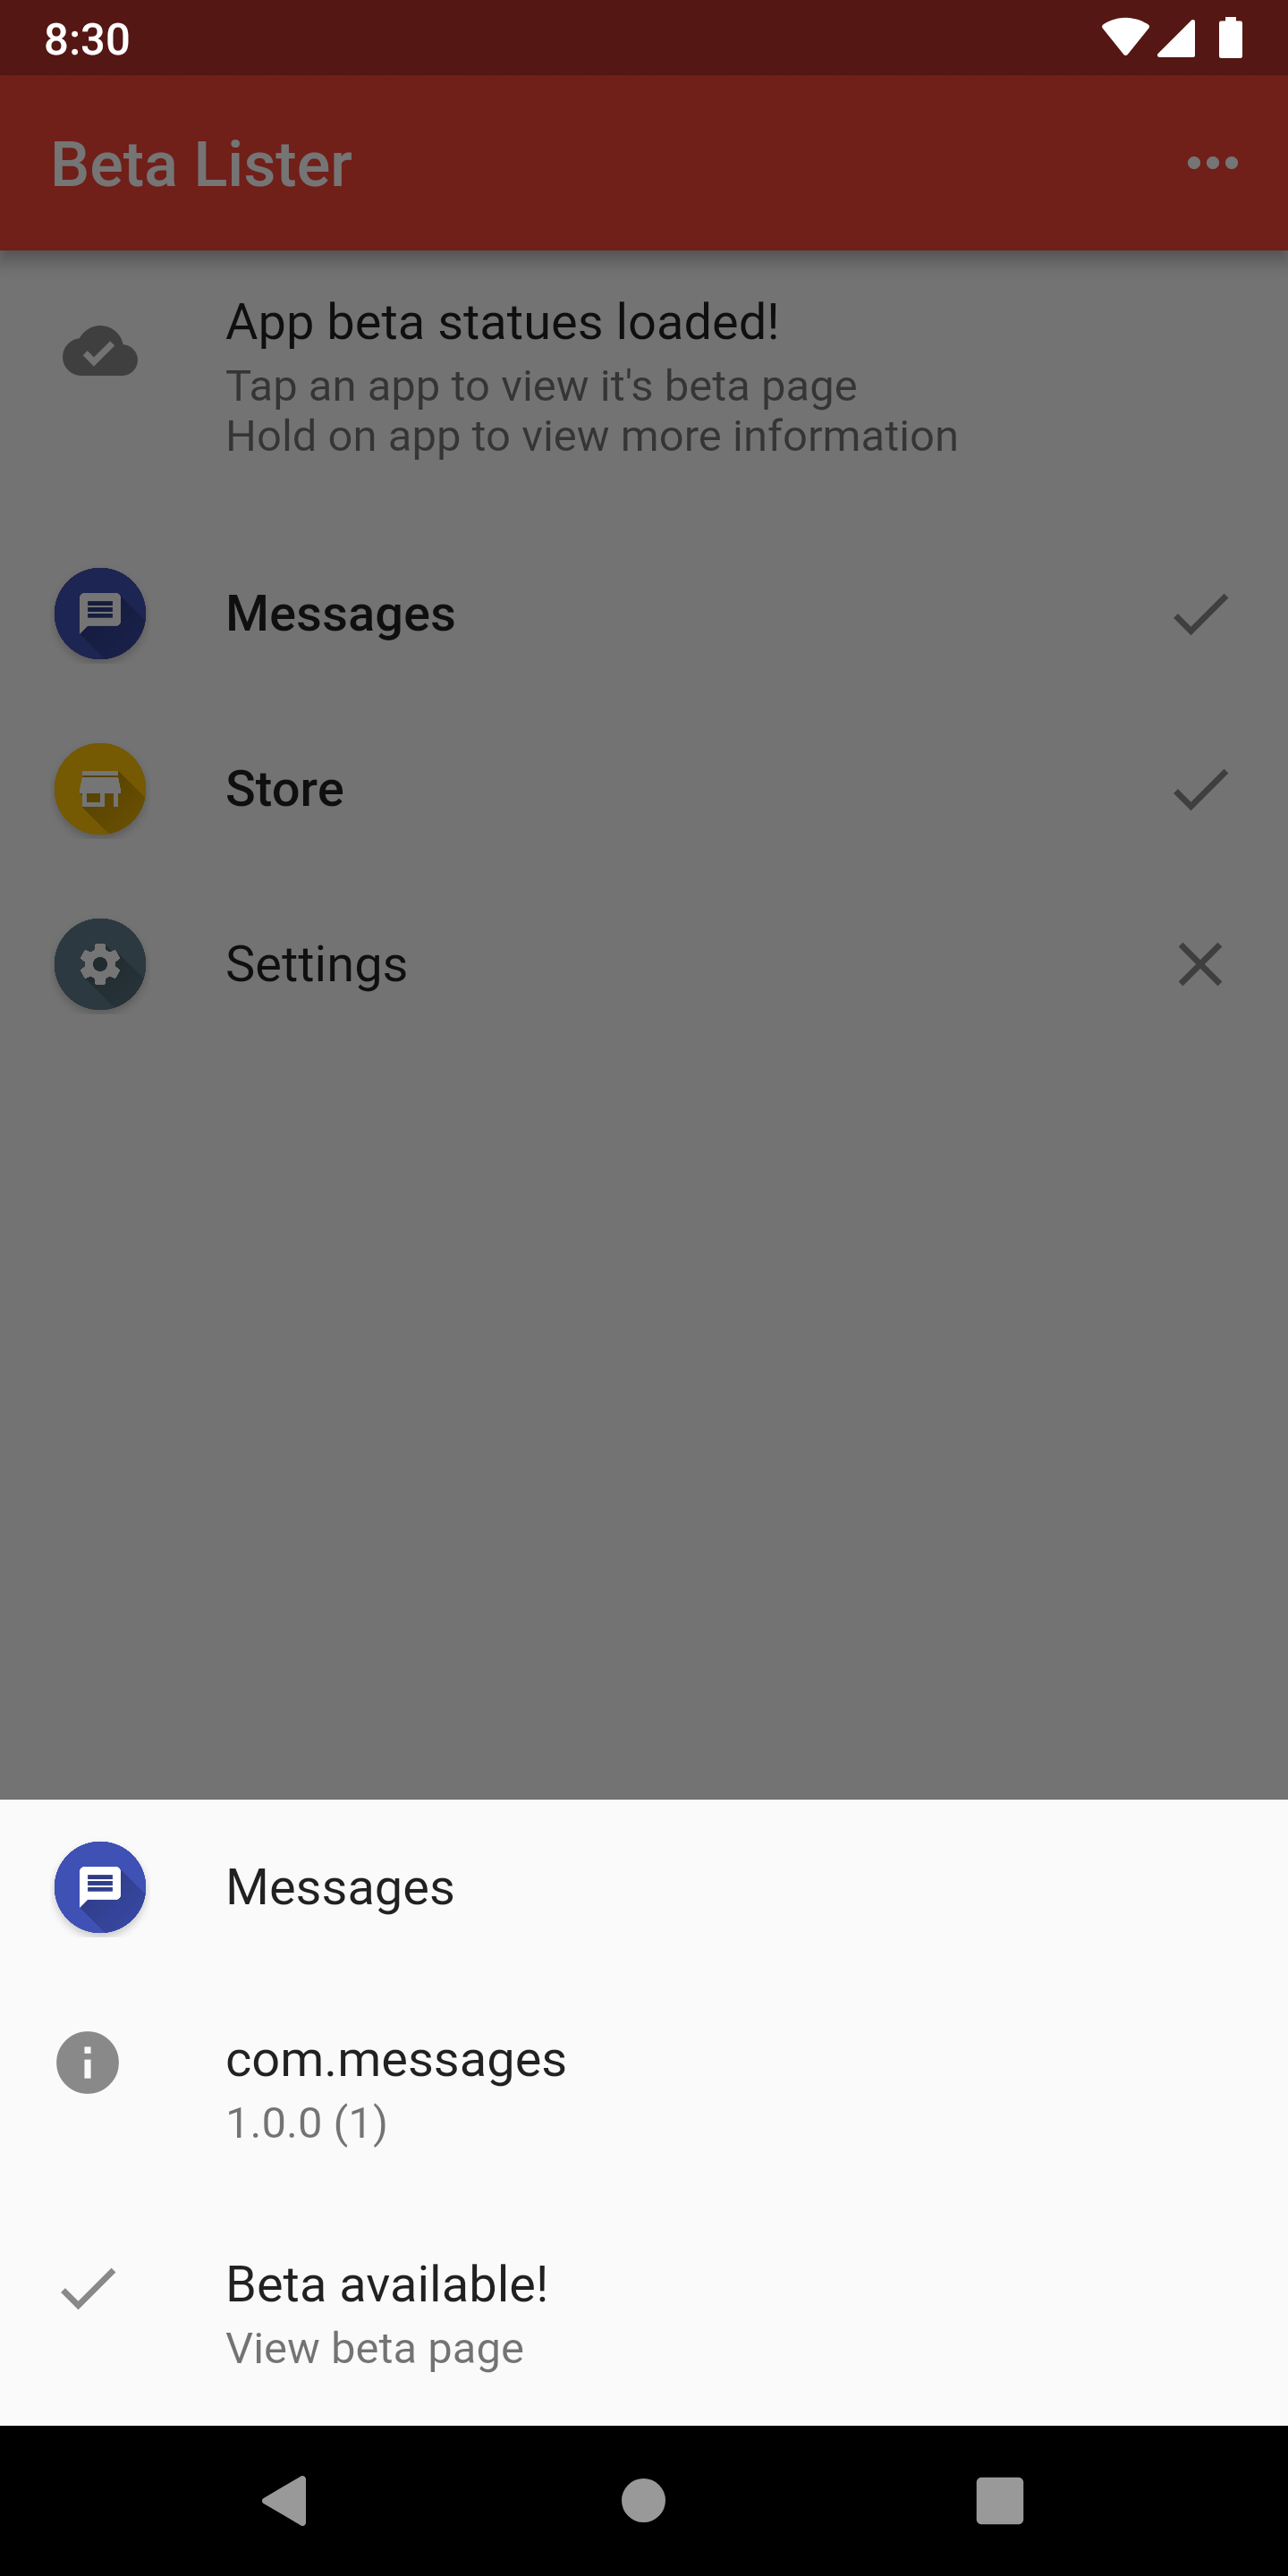 8:30
Beta Lister
App beta statues loaded!
Tap an app to view it's beta page
Hold on app to view more information
Messages
Store
Settings
Messages
com.messages
1.0.0 (1)
Beta available!
View beta page